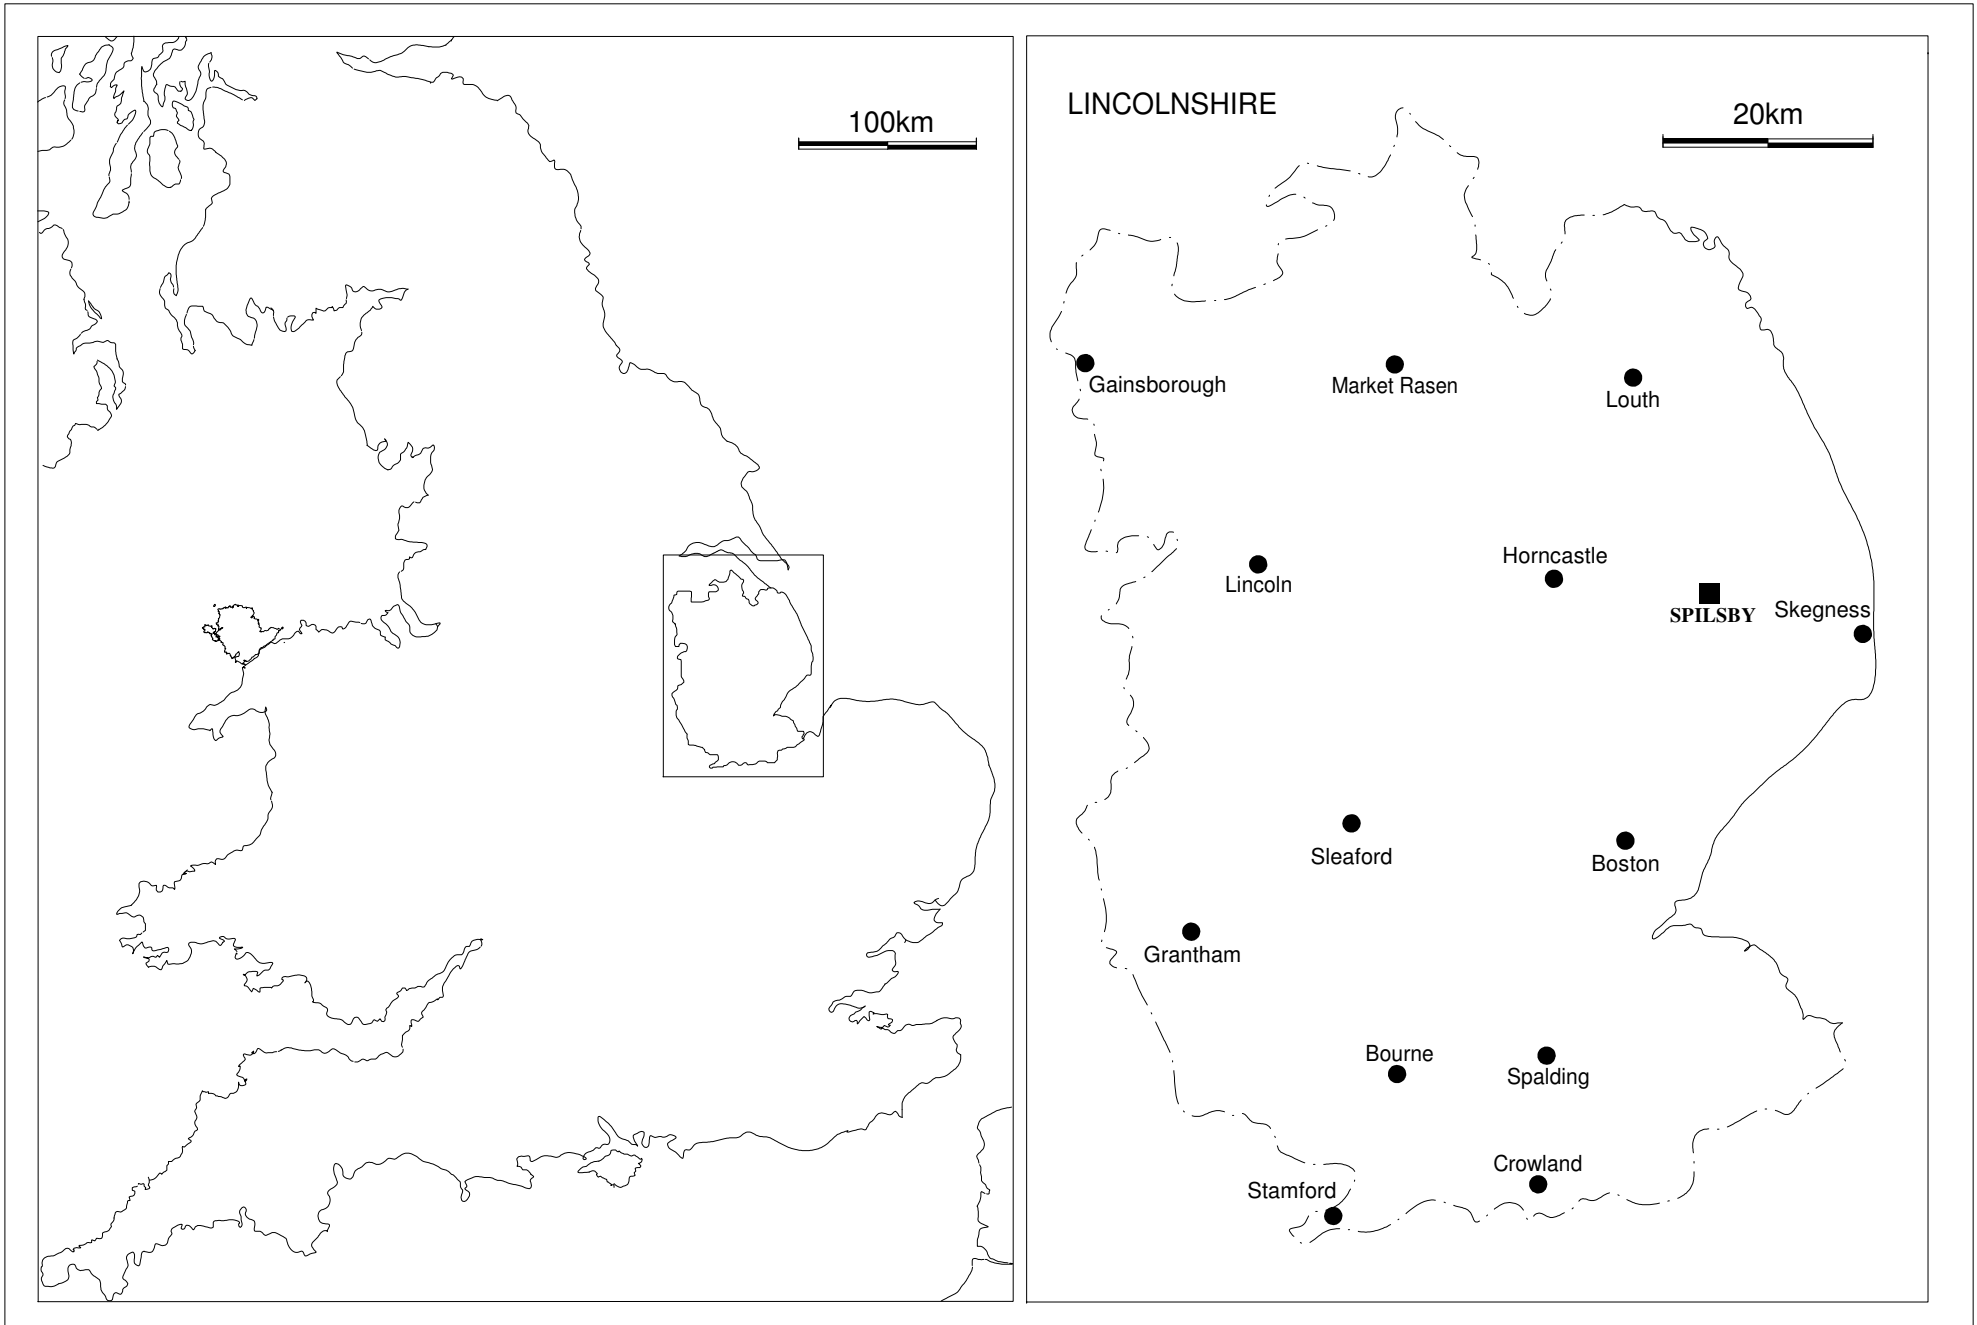 100km
LINCOLNSHIRE
20km
Gainsborough
Market Rasen
Louth
Horncastle
Lincoln
SPILSBY
Skegness
Sleaford
Boston
Grantham
Bourne
Spalding
Crowland
Stamford